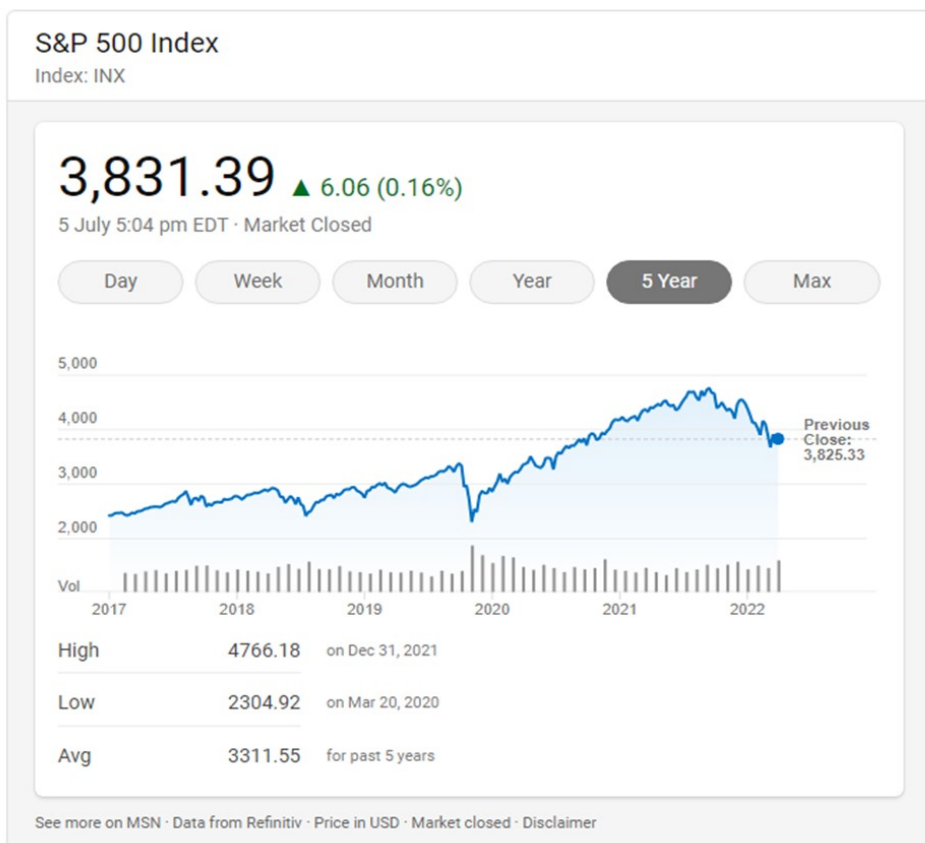 S&P 500 Index
Index: INX
3,831.39 ▲ 6.06 (0.16%)
5 July 5:04 pm EDT · Market Closed
Day Week Month Year 5 Year Max
5,000
4,000
Previous
Close:
3,825.33
3,000
2,000
Vol
2017 2018 2019 2020 2021 2022
High 4766.18 on Dec 31, 2021
Low 2304.92 on Mar 20, 2020
Avg 3311.55 for past 5 years
See more on MSN · Data from Refinitiv · Price in USD · Market closed · Disclaimer